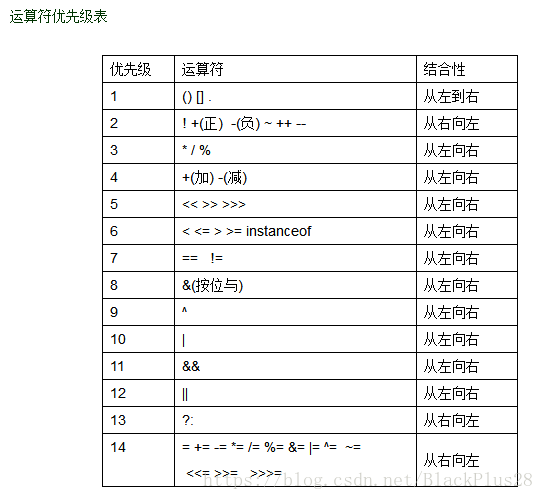 运算符优先级表
优先级 运算符 结合性
1 () [] . 从左到右
2 ! +(正) -(负) ~ ++ -- 从右向左
3 * / % 从左向右
4 +(加) -(减) 从左向右
5 << >> >>> 从左向右
6 < <= > >= instanceof 从左向右
7 == != 从左向右
8 &(按位与) 从左向右
9 ^ 从左向右
10 | 从左向右
11 && 从左向右
12 || 从左向右
13 ?: 从右向左
14 = += -= *= /= %= &= |= ^= ~= 从右向左
<<= >>= >>>=
https://blog.csdn.net/BlackPlus28